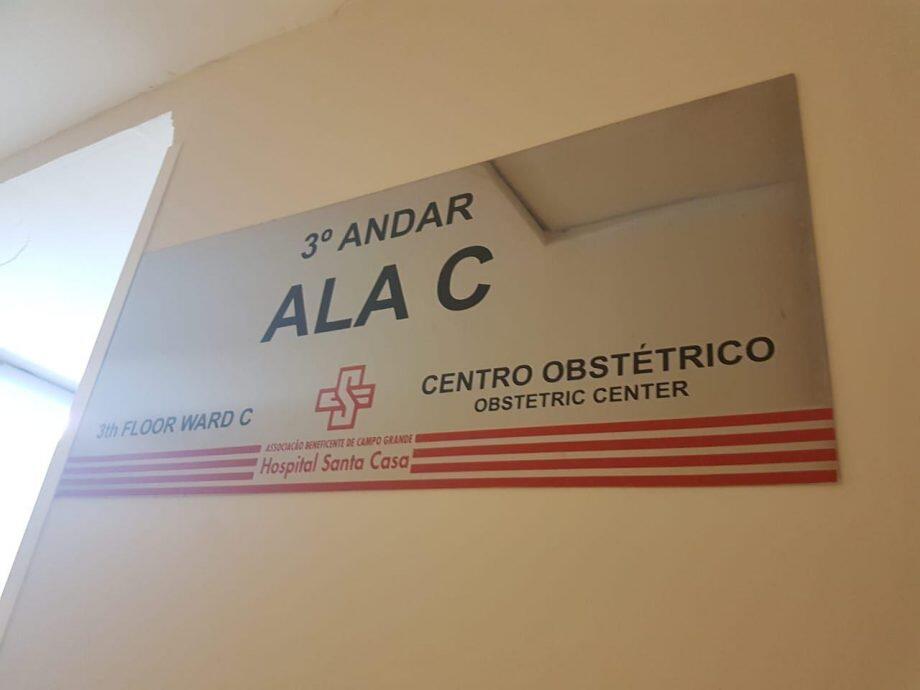 3º ANDAR
ALA C
3th FLOOR WARD C
CENTRO OBSTÉTRICO
OBSTETRIC CENTER
ASSOCIAÇÃO BENEFICENTE DE CAMPO GRANDE
Hospital Santa Casa